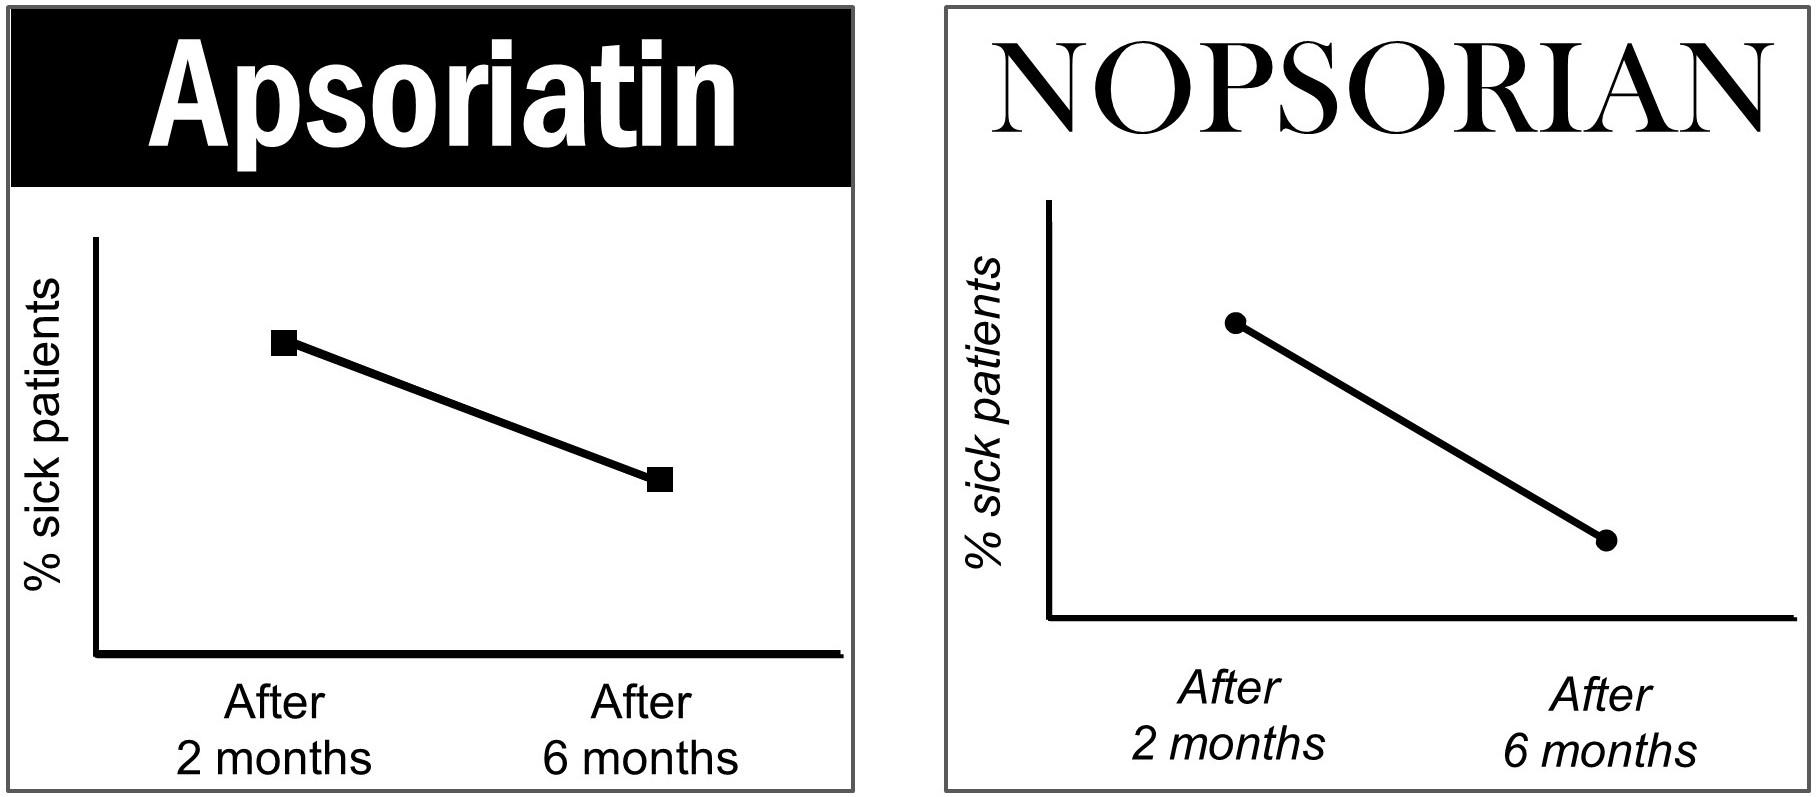 Apsoriatin
% sick patients
After
2 months
After
6 months
NOPSORIAN
% sick patients
After
2 months
After
6 months